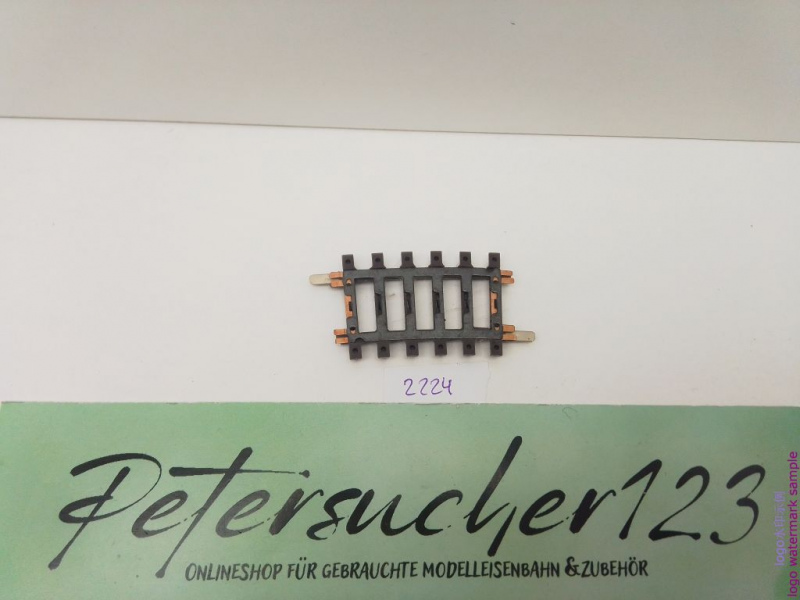 2224
Petersucher123
ONLINESHOP FÜR GEBRAUCHTE MODELLEISENBAHN & ZUBEHÖR
logo watermark sample